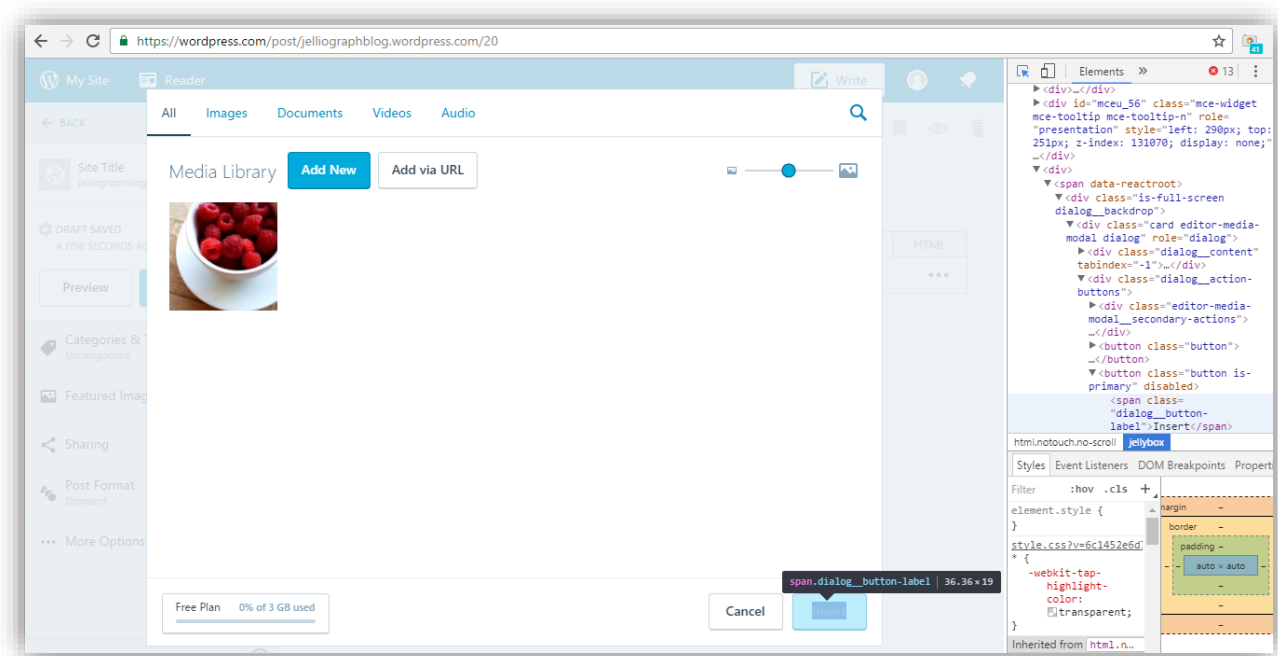 https://wordpress.com/post/jelliographblog.wordpress.com/20
41
My Site
Reader
Write
BACK
Site Title
jelliographblog
DRAFT SAVED
A FEW SECONDS AG
Preview
Categories & T
Uncategorized
Featured Imag
Sharing
Post Format
Standard
More Options
HTML
All Images Documents Videos Audio
Media Library Add New Add via URL
Free Plan 0% of 3 GB used
Cancel Insert
span.dialog__button-label | 36.36×19
Elements » 13
▶<div>…</div>
▶<div id="mceu_56" class="mce-widget
mce-tooltip mce-tooltip-n" role=
"presentation" style="left: 290px; top:
251px; z-index: 131070; display: none;"
…</div>
▼<div>
▼<span data-reactroot>
▼<div class="is-full-screen
dialog__backdrop">
▼<div class="card editor-media-
modal dialog" role="dialog">
▶<div class="dialog__content"
tabindex="-1">…</div>
▼<div class="dialog__action-
buttons">
▶<div class="editor-media-
modal__secondary-actions">
…</div>
▶<button class="button">
…</button>
▼<button class="button is-
primary" disabled>
<span class=
"dialog__button-
label">Insert</span>
html.notouch.no-scroll jellybox
Styles Event Listeners DOM Breakpoints Properti
Filter :hov .cls +
element.style {
}
style.css?v=6c1452e6d
* {
-webkit-tap-
highlight-
color:
transparent;
}
Inherited from html.n…
margin –
border –
padding –
– – auto × auto –
–
–
–